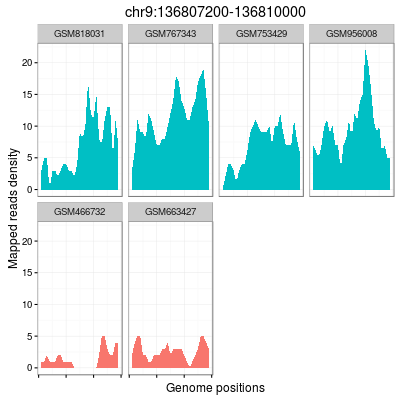 chr9:136807200-136810000
GSM818031 GSM767343 GSM753429 GSM956008
20
15
10
5
0
GSM466732 GSM663427
20
15
10
5
0
Mapped reads density
Genome positions